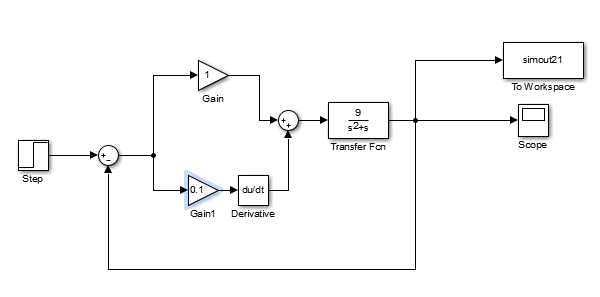 simout21
To Workspace
1
Gain
9
s²+s
Transfer Fcn
Scope
Step
0.1
Gain1
du/dt
Derivative